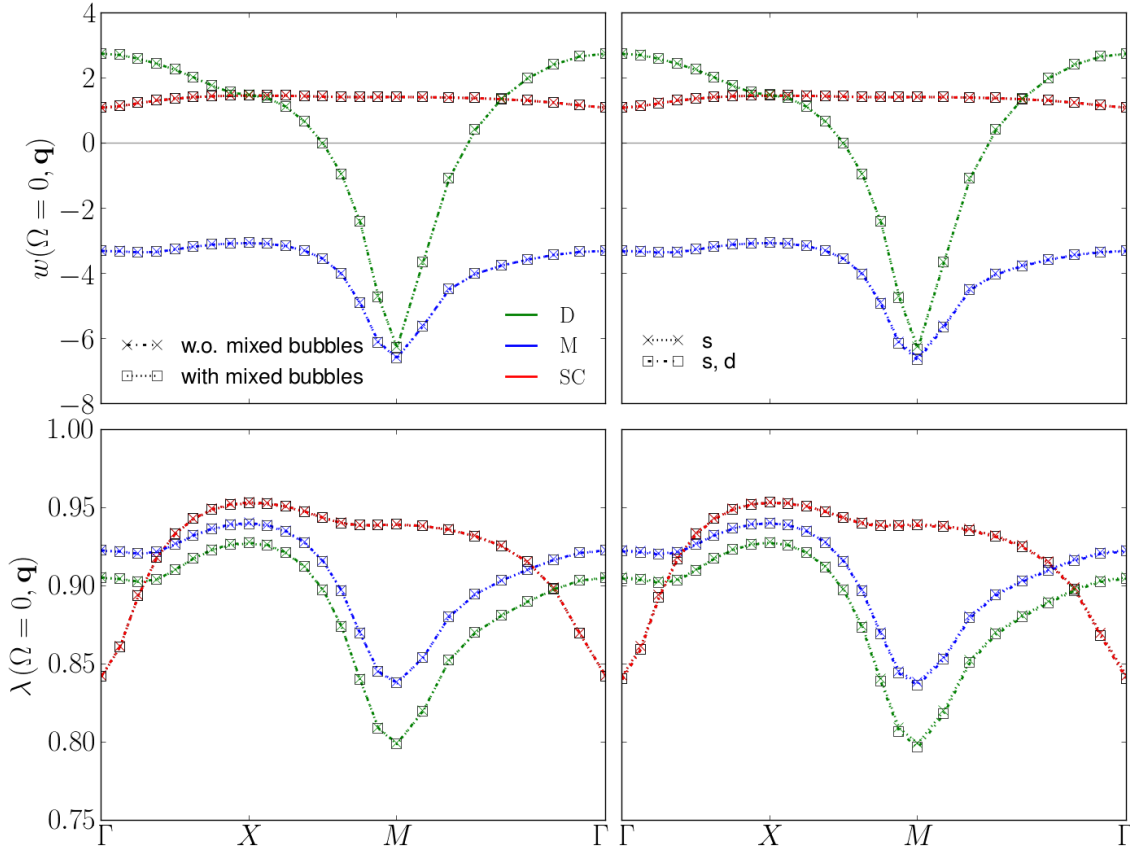 4
2
0
−2
−4
−6
−8
w(Ω = 0, q)
w.o. mixed bubbles
with mixed bubbles
D
M
SC
s
s, d
1.00
0.95
0.90
0.85
0.80
0.75
λ(Ω = 0, q)
Γ X M Γ X M Γ